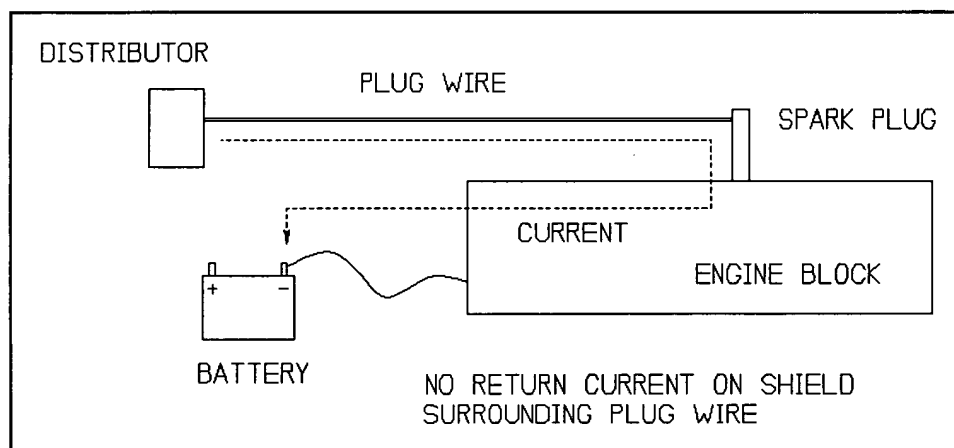 DISTRIBUTOR
PLUG WIRE
SPARK PLUG
CURRENT
ENGINE BLOCK
+ −
BATTERY
NO RETURN CURRENT ON SHIELD
SURROUNDING PLUG WIRE